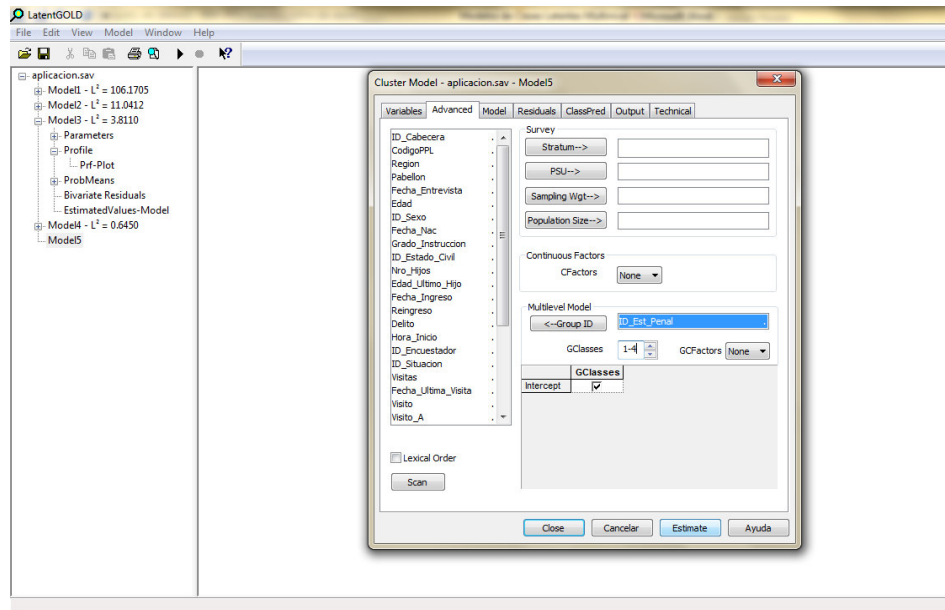 LatentGOLD
File Edit View Model Window Help
aplicacion.sav
Model1 - L² = 106.1705
Model2 - L² = 11.0412
Model3 - L² = 3.8110
Parameters
Profile
Prf-Plot
ProbMeans
Bivariate Residuals
EstimatedValues-Model
Model4 - L² = 0.6450
Model5
Cluster Model - aplicacion.sav - Model5
Variables Advanced Model Residuals ClassPred Output Technical
ID_Cabecera .
CodigoPPL .
Region .
Pabellon .
Fecha_Entrevista .
Edad .
ID_Sexo .
Fecha_Nac .
Grado_Instruccion .
ID_Estado_Civil .
Nro_Hijos .
Edad_Ultimo_Hijo .
Fecha_Ingreso .
Reingreso .
Delito .
Hora_Inicio .
ID_Encuestador .
ID_Situacion .
Visitas .
Fecha_Ultima_Visita .
Visito .
Visito_A .
Lexical Order
Scan
Survey
Stratum-->
PSU-->
Sampling Wgt-->
Population Size-->
Continuous Factors
CFactors None
Multilevel Model
<--Group ID ID_Est_Penal .
GClasses 1-4 GCFactors None
GClasses
Intercept
Close Cancelar Estimate Ayuda